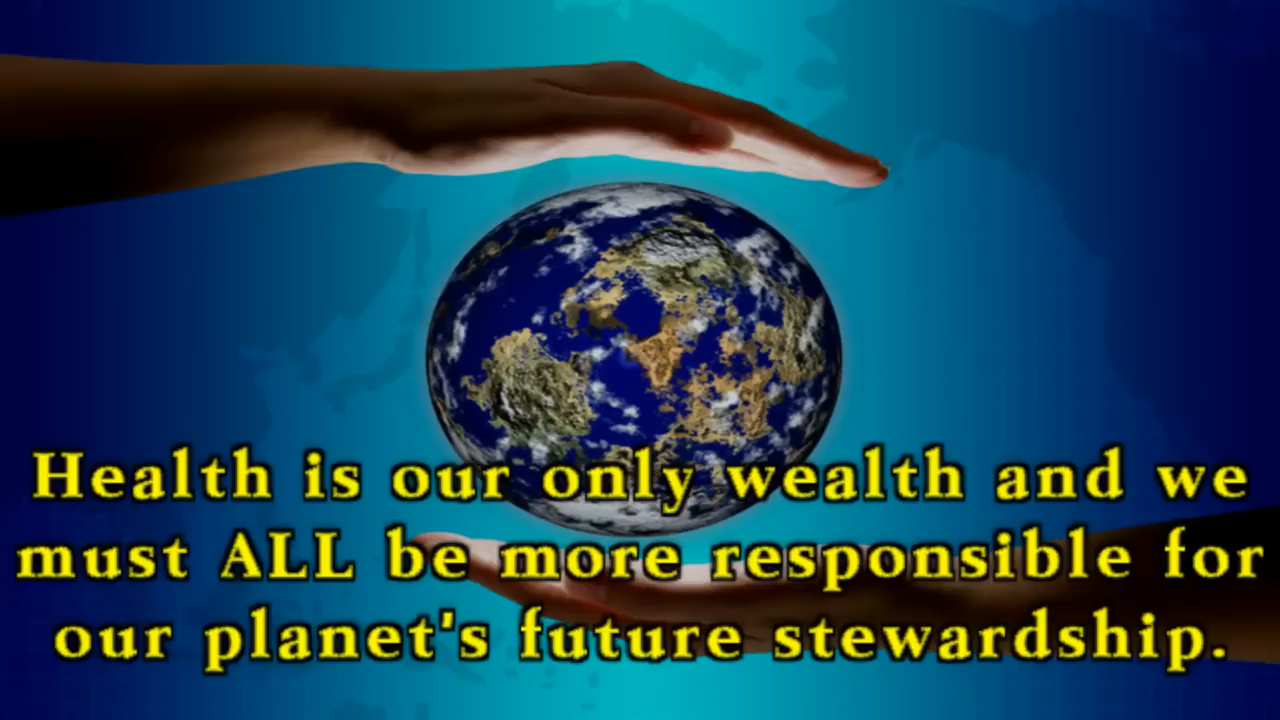 Health is our only wealth and we
must ALL be more responsible for
our planet's future stewardship.